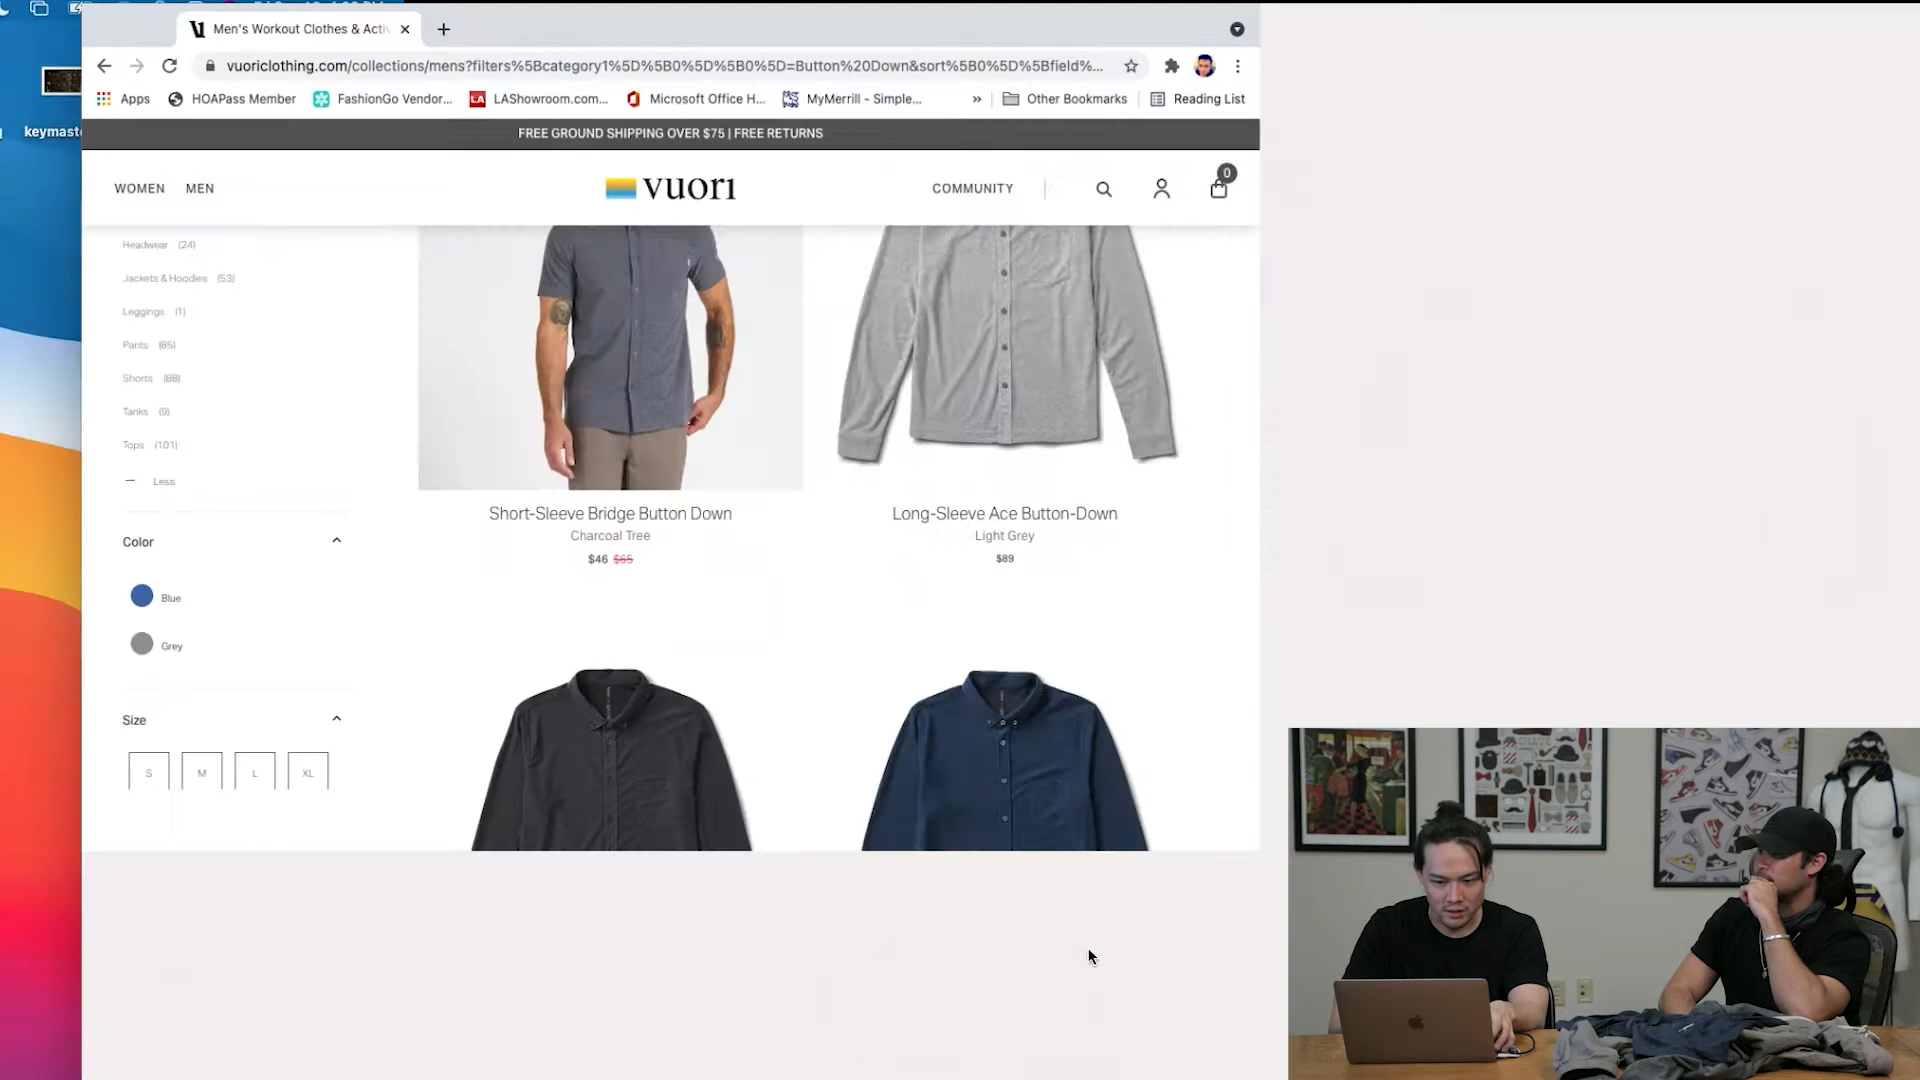 keymast
Men's Workout Clothes & Activ
vuoriclothing.com/collections/mens?filters%5Bcategory1%5D%5B0%5D%5B0%5D=Button%20Down&sort%5B0%5D%5Bfield%...
Apps HOAPass Member FashionGo Vendor... LA LAShowroom.com... Microsoft Office H... MyMerrill - Simple... » Other Bookmarks Reading List
FREE GROUND SHIPPING OVER $75 | FREE RETURNS
WOMEN MEN vuori COMMUNITY 0
Headwear (24)
Jackets & Hoodies (53)
Leggings (1)
Pants (85)
Shorts (88)
Tanks (9)
Tops (101)
Less
Color
Blue
Grey
Size
S M L XL
Short-Sleeve Bridge Button Down
Charcoal Tree
$46 $65
Long-Sleeve Ace Button-Down
Light Grey
$89